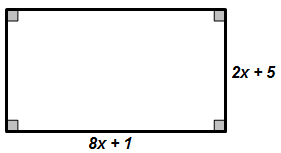 2x + 5
8x + 1